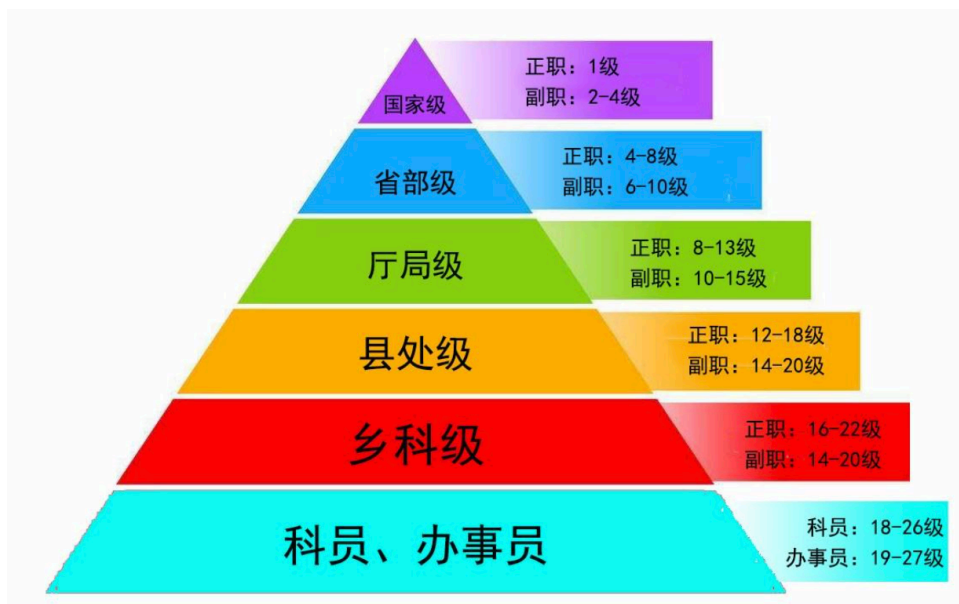 国家级
正职：1级
副职：2-4级
省部级
正职：4-8级
副职：6-10级
厅局级
正职：8-13级
副职：10-15级
县处级
正职：12-18级
副职：14-20级
乡科级
正职：16-22级
副职：14-20级
科员、办事员
科员：18-26级
办事员：19-27级